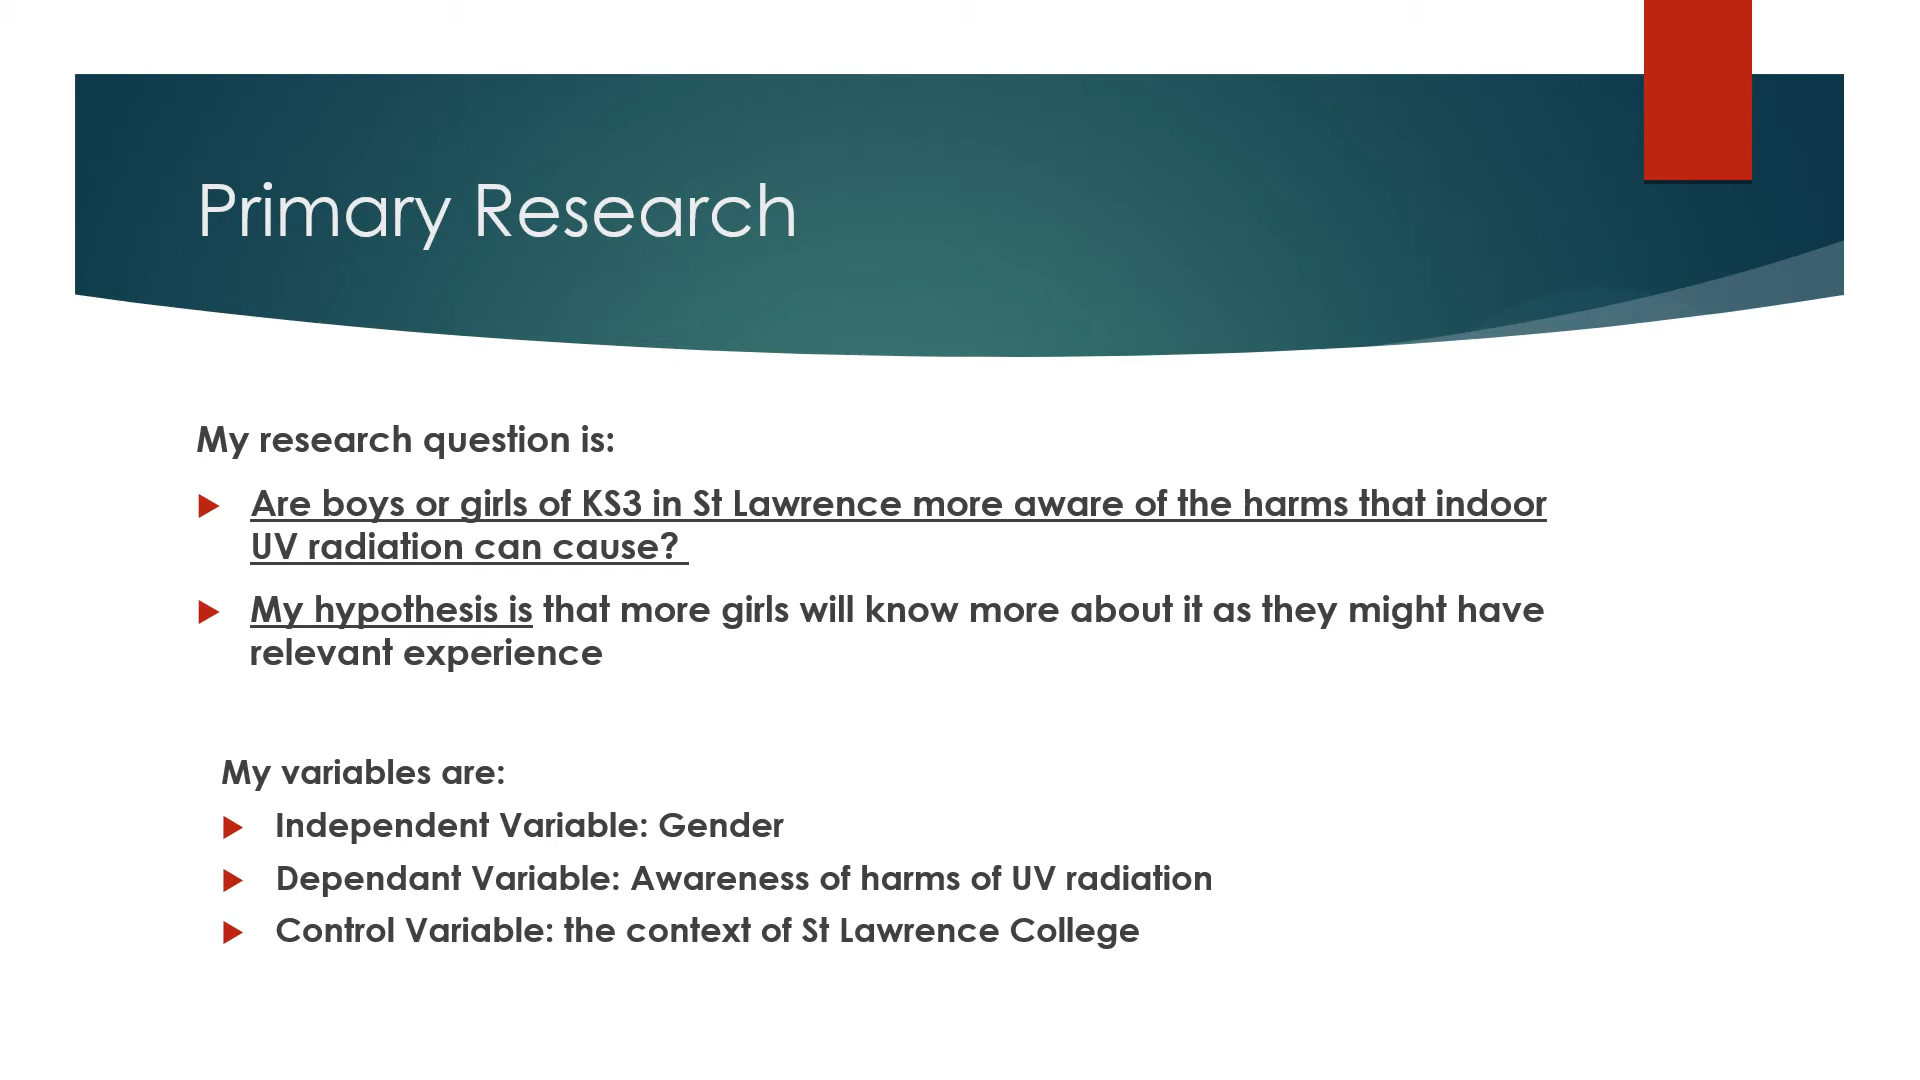 Primary Research
My research question is:
Are boys or girls of KS3 in St Lawrence more aware of the harms that indoor
UV radiation can cause?
My hypothesis is that more girls will know more about it as they might have
relevant experience
My variables are:
Independent Variable: Gender
Dependant Variable: Awareness of harms of UV radiation
Control Variable: the context of St Lawrence College